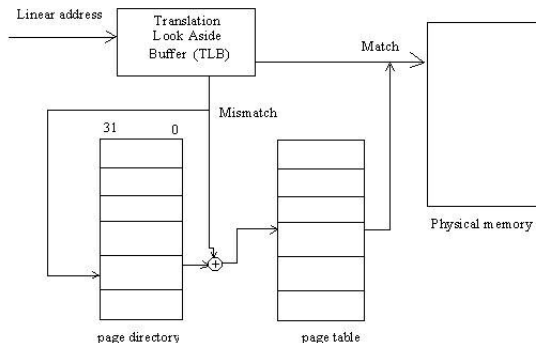 Linear address
Translation
Look Aside
Buffer (TLB)
Match
Mismatch
31 0
Physical memory
page directory
page table